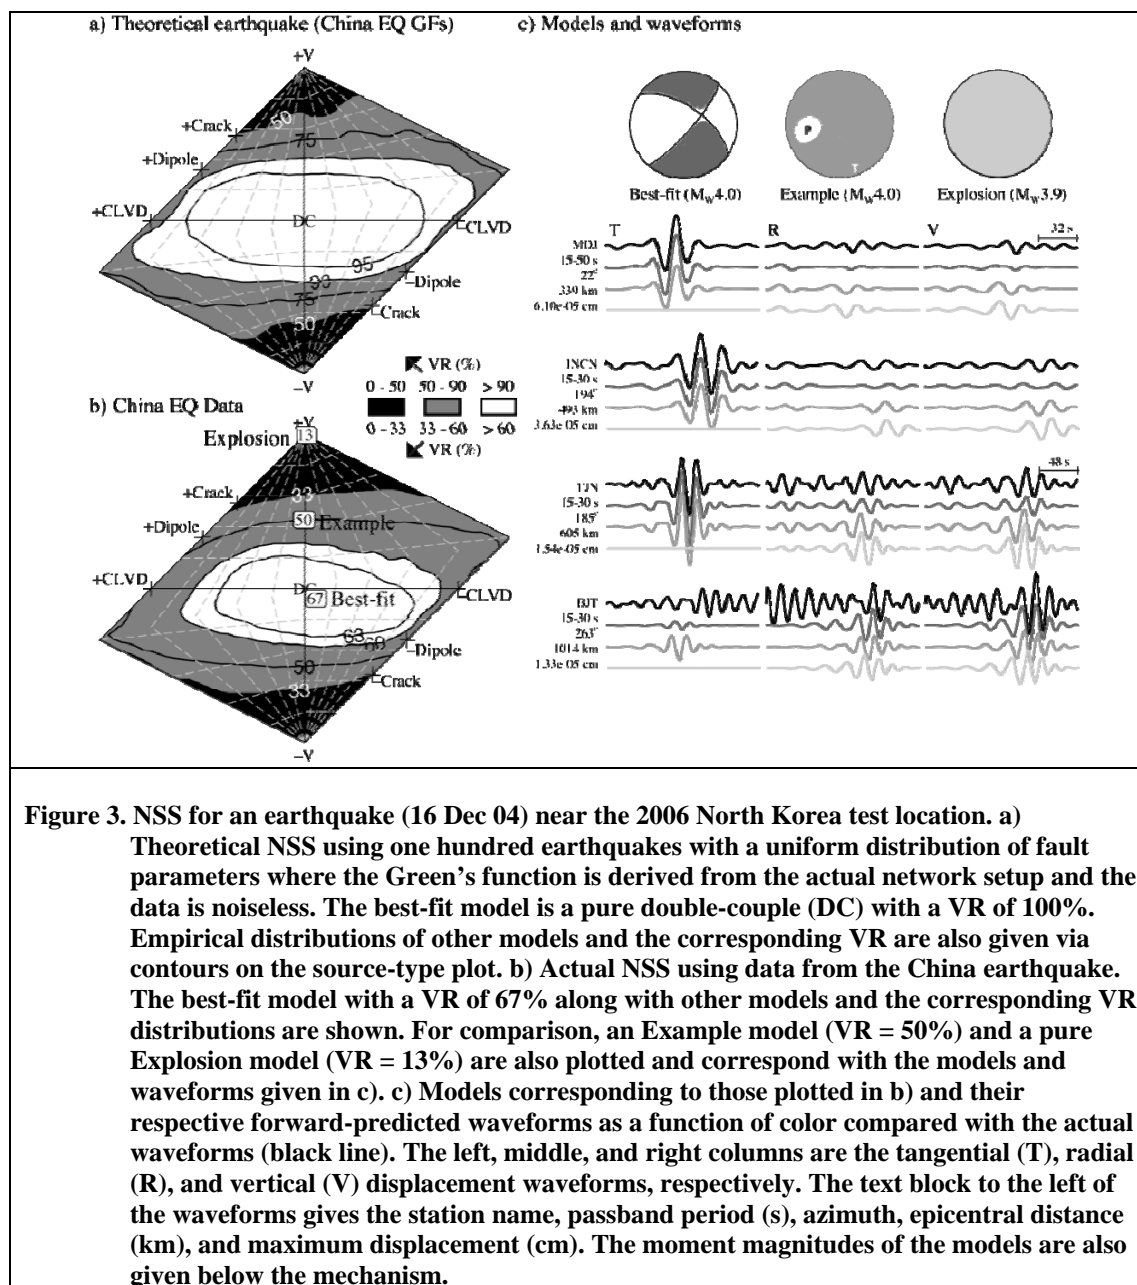 a) Theoretical earthquake (China EQ GFs)
c) Models and waveforms
+V
50
+Crack
75
+Dipole
+CLVD
DC
-CLVD
95
90
-Dipole
75
-Crack
50
-V
VR (%)
0 - 50 50 - 90 > 90
0 - 33 33 - 60 > 60
VR (%)
b) China EQ Data
+V
Explosion 13
+Crack
33
50 Example
+Dipole
+CLVD
DC
-CLVD
67 Best-fit
63
60
-Dipole
50
-Crack
33
-V
P
T
Best-fit (Mw4.0)
Example (Mw4.0)
Explosion (Mw3.9)
T R V 32 s
MDJ
15-50 s
22°
330 km
6.10e-05 cm
INCN
15-30 s
194°
493 km
3.63e 05 cm
48 s
TJN
15-30 s
185°
605 km
1.54e-05 cm
BJT
15-30 s
263°
1014 km
1.33e 05 cm
Figure 3. NSS for an earthquake (16 Dec 04) near the 2006 North Korea test location. a)
Theoretical NSS using one hundred earthquakes with a uniform distribution of fault
parameters where the Green's function is derived from the actual network setup and the
data is noiseless. The best-fit model is a pure double-couple (DC) with a VR of 100%.
Empirical distributions of other models and the corresponding VR are also given via
contours on the source-type plot. b) Actual NSS using data from the China earthquake.
The best-fit model with a VR of 67% along with other models and the corresponding VR
distributions are shown. For comparison, an Example model (VR = 50%) and a pure
Explosion model (VR = 13%) are also plotted and correspond with the models and
waveforms given in c). c) Models corresponding to those plotted in b) and their
respective forward-predicted waveforms as a function of color compared with the actual
waveforms (black line). The left, middle, and right columns are the tangential (T), radial
(R), and vertical (V) displacement waveforms, respectively. The text block to the left of
the waveforms gives the station name, passband period (s), azimuth, epicentral distance
(km), and maximum displacement (cm). The moment magnitudes of the models are also
given below the mechanism.